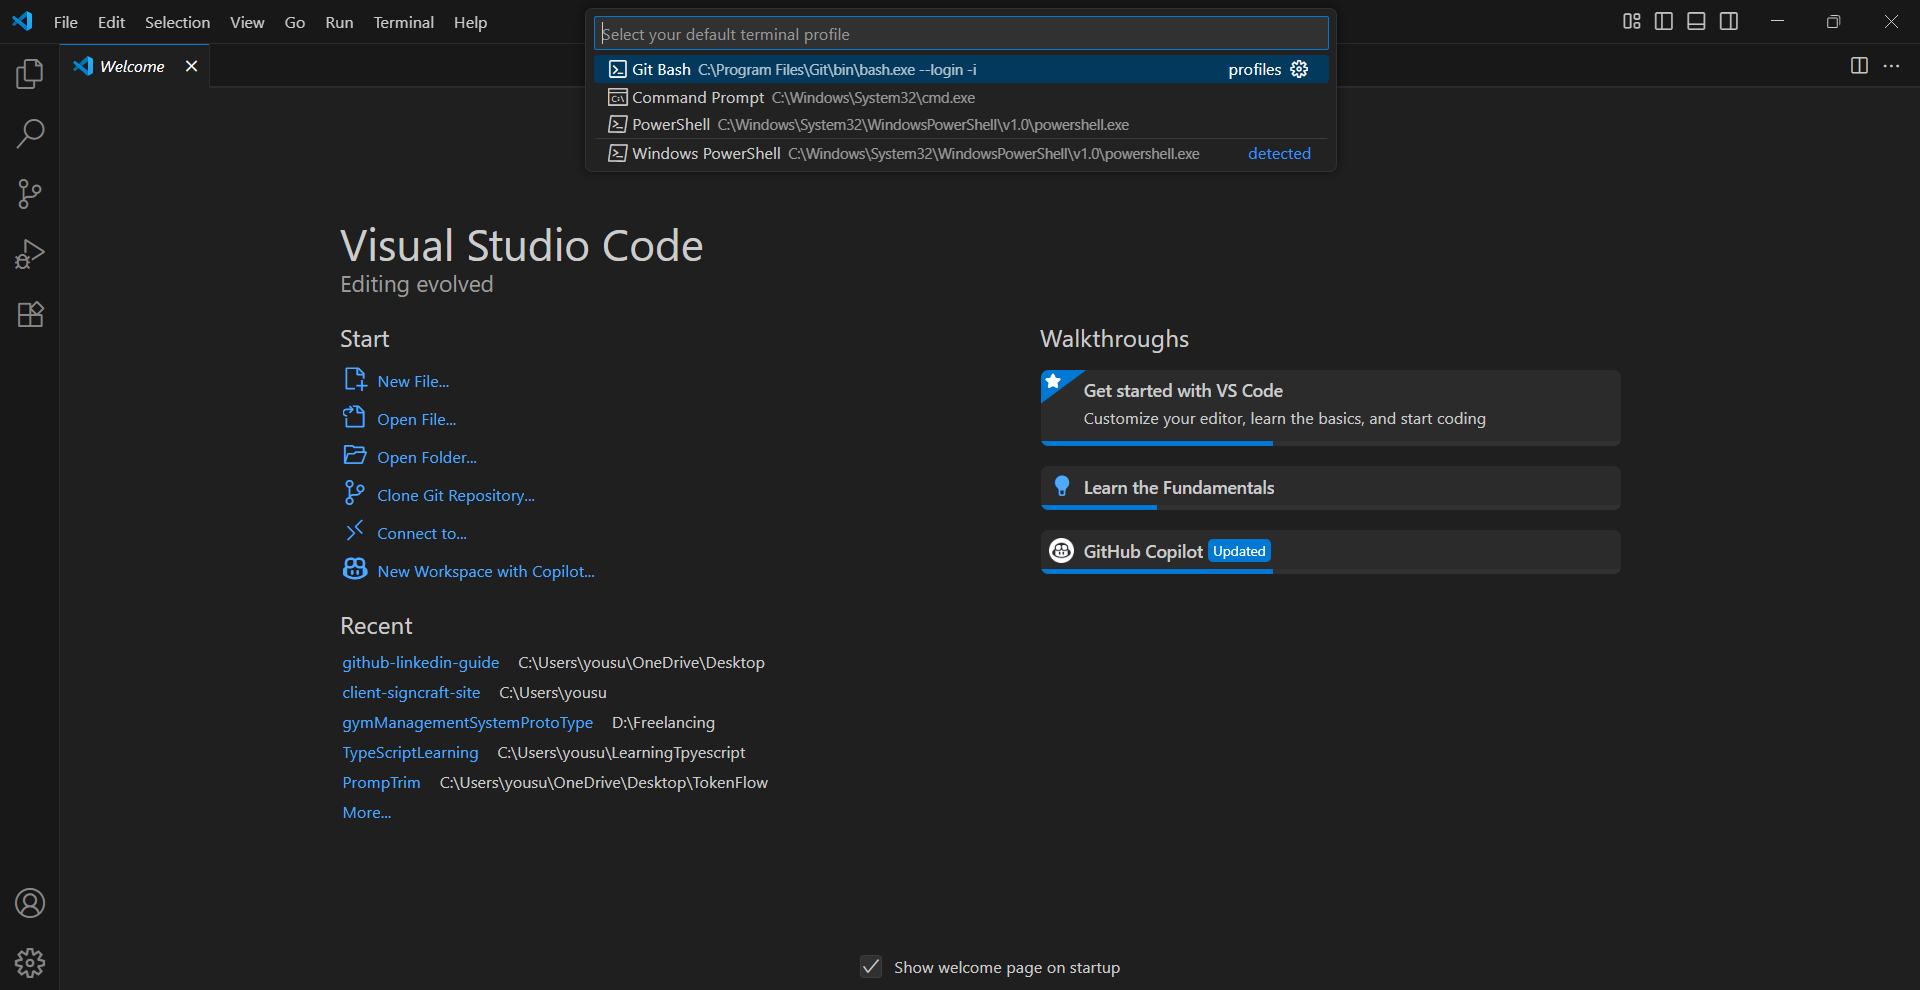 File Edit Selection View Go Run Terminal Help
Select your default terminal profile
Git Bash C:\Program Files\Git\bin\bash.exe --login -i profiles
Command Prompt C:\Windows\System32\cmd.exe
PowerShell C:\Windows\System32\WindowsPowerShell\v1.0\powershell.exe
Windows PowerShell C:\Windows\System32\WindowsPowerShell\v1.0\powershell.exe detected
Welcome
Visual Studio Code
Editing evolved
Start
New File...
Open File...
Open Folder...
Clone Git Repository...
Connect to...
New Workspace with Copilot...
Recent
github-linkedin-guide C:\Users\yousu\OneDrive\Desktop
client-signcraft-site C:\Users\yousu
gymManagementSystemProtoType D:\Freelancing
TypeScriptLearning C:\Users\yousu\LearningTpyescript
PrompTrim C:\Users\yousu\OneDrive\Desktop\TokenFlow
More...
Walkthroughs
Get started with VS Code
Customize your editor, learn the basics, and start coding
Learn the Fundamentals
GitHub Copilot Updated
Show welcome page on startup